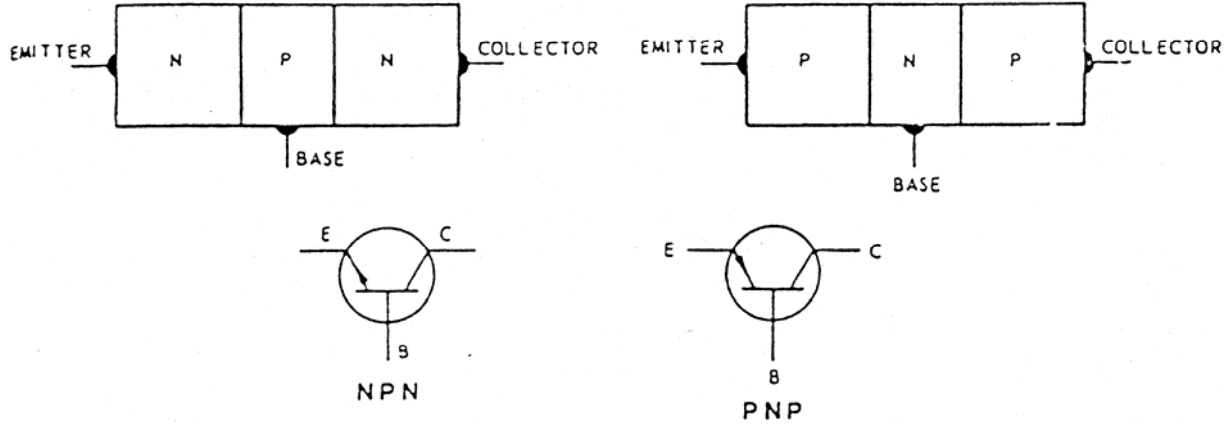 EMITTER N P N COLLECTOR
BASE
EMITTER P N P COLLECTOR
BASE
E C
B
NPN
E C
B
PNP